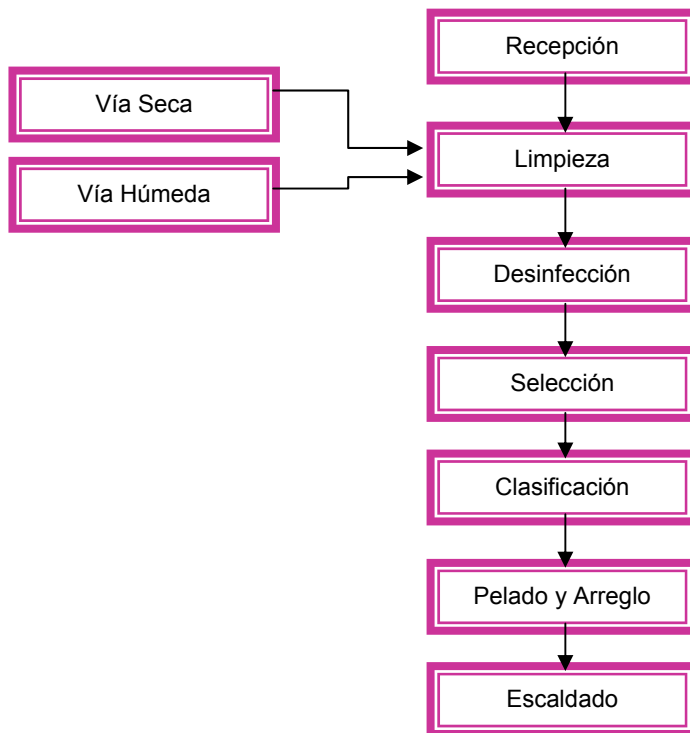 Recepción
Vía Seca
Limpieza
Vía Húmeda
Desinfección
Selección
Clasificación
Pelado y Arreglo
Escaldado